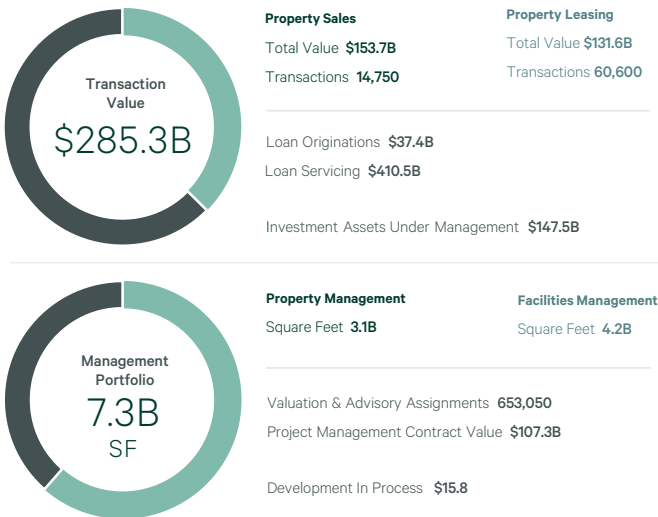 Transaction
Value
$285.3B
Property Sales
Total Value $153.7B
Transactions 14,750
Property Leasing
Total Value $131.6B
Transactions 60,600
Loan Originations $37.4B
Loan Servicing $410.5B
Investment Assets Under Management $147.5B
Management
Portfolio
7.3B
SF
Property Management
Square Feet 3.1B
Facilities Management
Square Feet 4.2B
Valuation & Advisory Assignments 653,050
Project Management Contract Value $107.3B
Development In Process $15.8